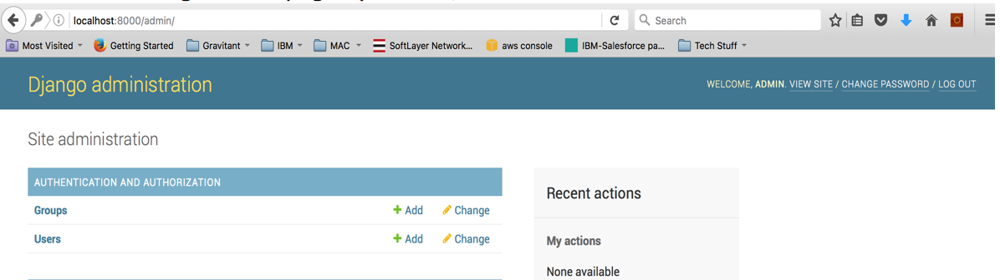 localhost:8000/admin/
Search
Most Visited Getting Started Gravitant IBM MAC SoftLayer Network... aws console IBM-Salesforce pa... Tech Stuff
Django administration
WELCOME, ADMIN. VIEW SITE / CHANGE PASSWORD / LOG OUT
Site administration
AUTHENTICATION AND AUTHORIZATION
Groups Add Change
Users Add Change
Recent actions
My actions
None available